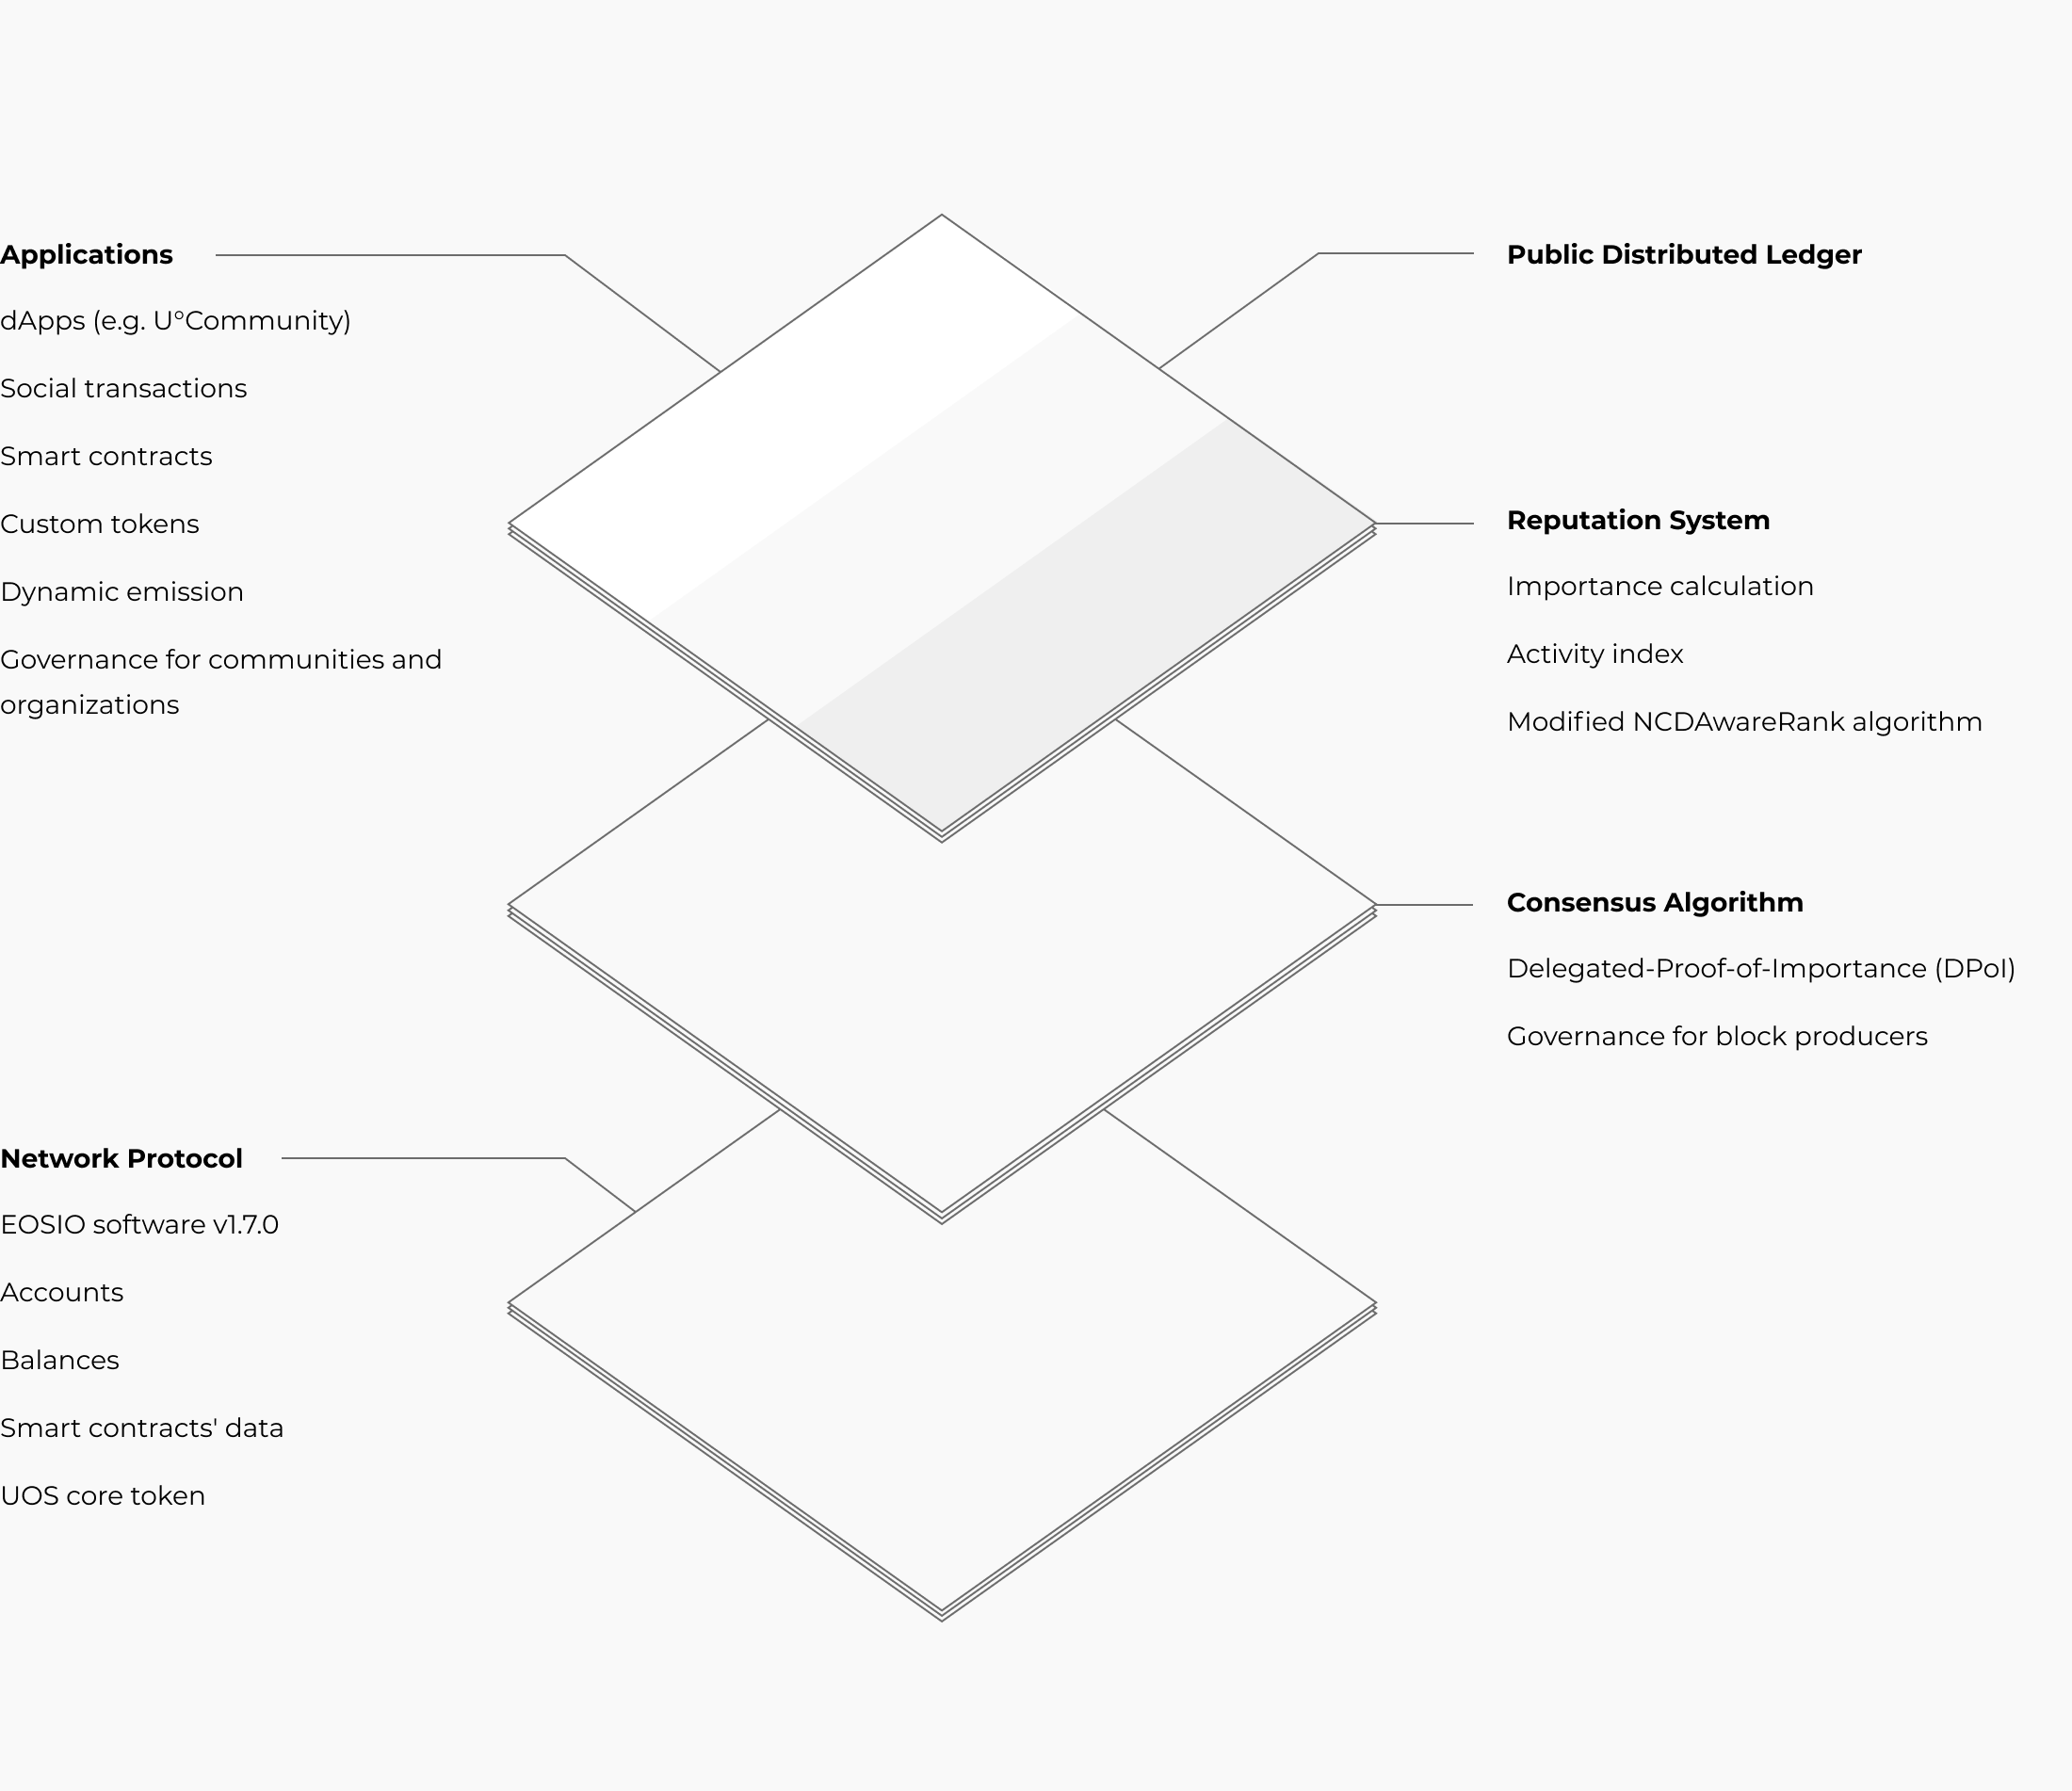 Applications
dApps (e.g. U°Community)
Social transactions
Smart contracts
Custom tokens
Dynamic emission
Governance for communities and
organizations
Public Distributed Ledger
Reputation System
Importance calculation
Activity index
Modified NCDAwareRank algorithm
Consensus Algorithm
Delegated-Proof-of-Importance (DPoI)
Governance for block producers
Network Protocol
EOSIO software v1.7.0
Accounts
Balances
Smart contracts' data
UOS core token